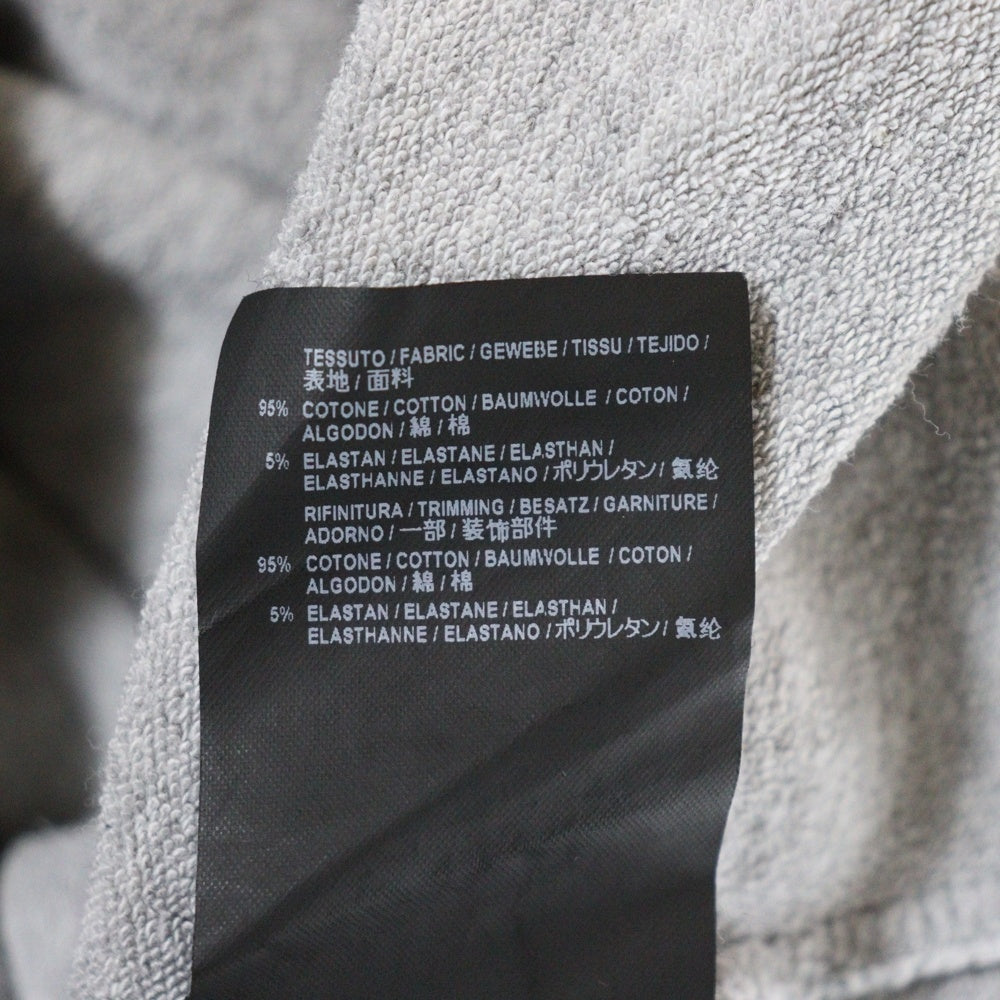 TESSUTO / FABRIC / GEWEBE / TISSU / TEJIDO /
表地 / 面料
95% COTONE / COTTON / BAUMWOLLE / COTON /
ALGODON / 綿 / 棉
5% ELASTAN / ELASTANE / ELASTHAN /
ELASTHANNE / ELASTANO / ポリウレタン / 氨纶
RIFINITURA / TRIMMING / BESATZ / GARNITURE /
ADORNO / 一部 / 装饰部件
95% COTONE / COTTON / BAUMWOLLE / COTON /
ALGODON / 綿 / 棉
5% ELASTAN / ELASTANE / ELASTHAN /
ELASTHANNE / ELASTANO / ポリウレタン / 氨纶